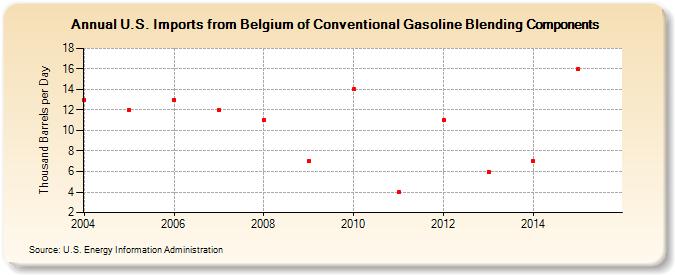 Annual U.S. Imports from Belgium of Conventional Gasoline Blending Components
Thousand Barrels per Day
18
16
14
12
10
8
6
4
2
2004 2006 2008 2010 2012 2014
Source: U.S. Energy Information Administration